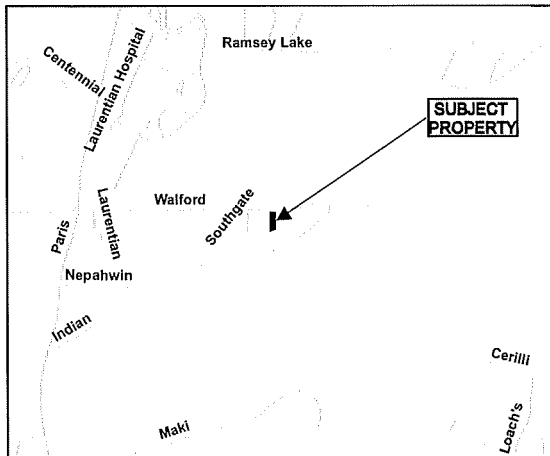 Ramsey Lake
Centennial
Laurentian Hospital
SUBJECT
PROPERTY
Walford
Southgate
Laurentian
Paris
Nepahwin
Indian
Cerilli
Maki
Loach's